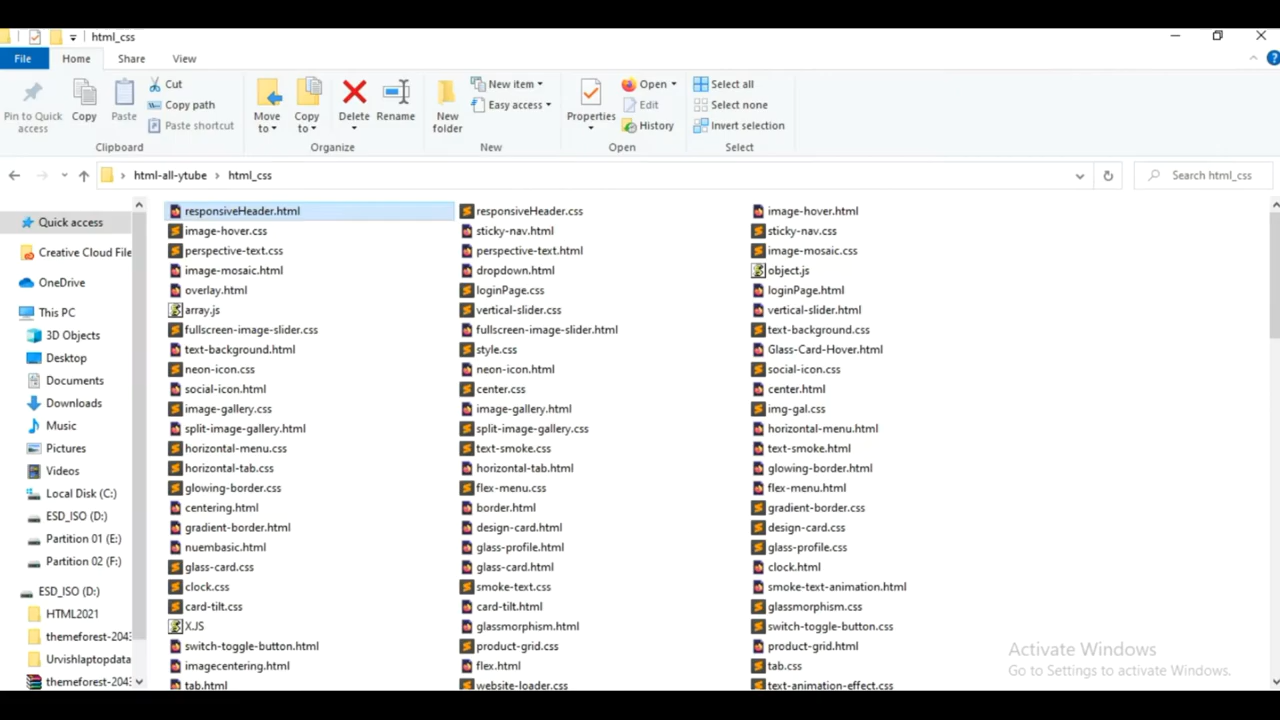 html_css
File Home Share View
Pin to Quick access
Copy
Paste
Cut
Copy path
Paste shortcut
Clipboard
Move to
Copy to
Delete
Rename
Organize
New folder
New item
Easy access
New
Properties
Open
Edit
History
Open
Select all
Select none
Invert selection
Select
html-all-ytube > html_css
Search html_css
Quick access
Creative Cloud File
OneDrive
This PC
3D Objects
Desktop
Documents
Downloads
Music
Pictures
Videos
Local Disk (C:)
ESD_ISO (D:)
Partition 01 (E:)
Partition 02 (F:)
ESD_ISO (D:)
HTML2021
themeforest-2043
Urvishlaptopdata
themeforest-2043
responsiveHeader.html responsiveHeader.css image-hover.html
image-hover.css sticky-nav.html sticky-nav.css
perspective-text.css perspective-text.html image-mosaic.css
image-mosaic.html dropdown.html object.js
overlay.html loginPage.css loginPage.html
array.js vertical-slider.css vertical-slider.html
fullscreen-image-slider.css fullscreen-image-slider.html text-background.css
text-background.html style.css Glass-Card-Hover.html
neon-icon.css neon-icon.html social-icon.css
social-icon.html center.css center.html
image-gallery.css image-gallery.html img-gal.css
split-image-gallery.html split-image-gallery.css horizontal-menu.html
horizontal-menu.css text-smoke.css text-smoke.html
horizontal-tab.css horizontal-tab.html glowing-border.html
glowing-border.css flex-menu.css flex-menu.html
centering.html border.html gradient-border.css
gradient-border.html design-card.html design-card.css
nuembasic.html glass-profile.html glass-profile.css
glass-card.css glass-card.html clock.html
clock.css smoke-text.css smoke-text-animation.html
card-tilt.css card-tilt.html glassmorphism.css
X.JS glassmorphism.html switch-toggle-button.css
switch-toggle-button.html product-grid.css product-grid.html
imagecentering.html flex.html tab.css
tab.html website-loader.css text-animation-effect.css
Activate Windows
Go to Settings to activate Windows.